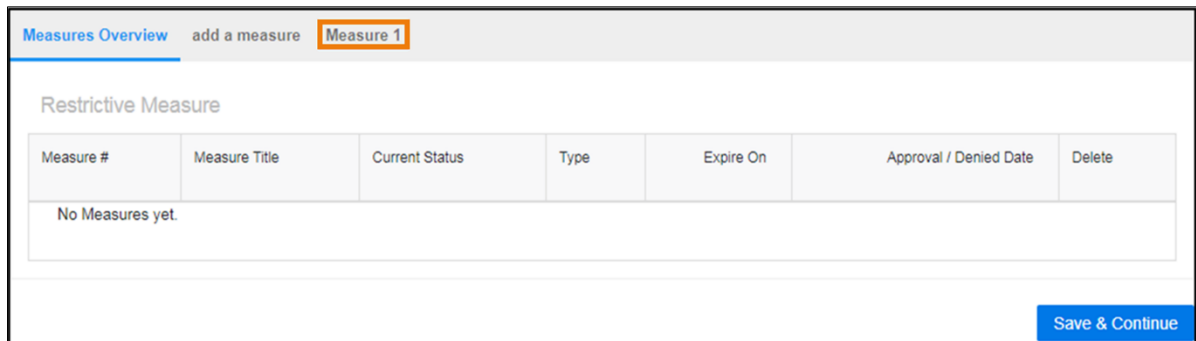 Measures Overview add a measure Measure 1
Restrictive Measure
Measure # Measure Title Current Status Type Expire On Approval / Denied Date Delete
No Measures yet.
Save & Continue